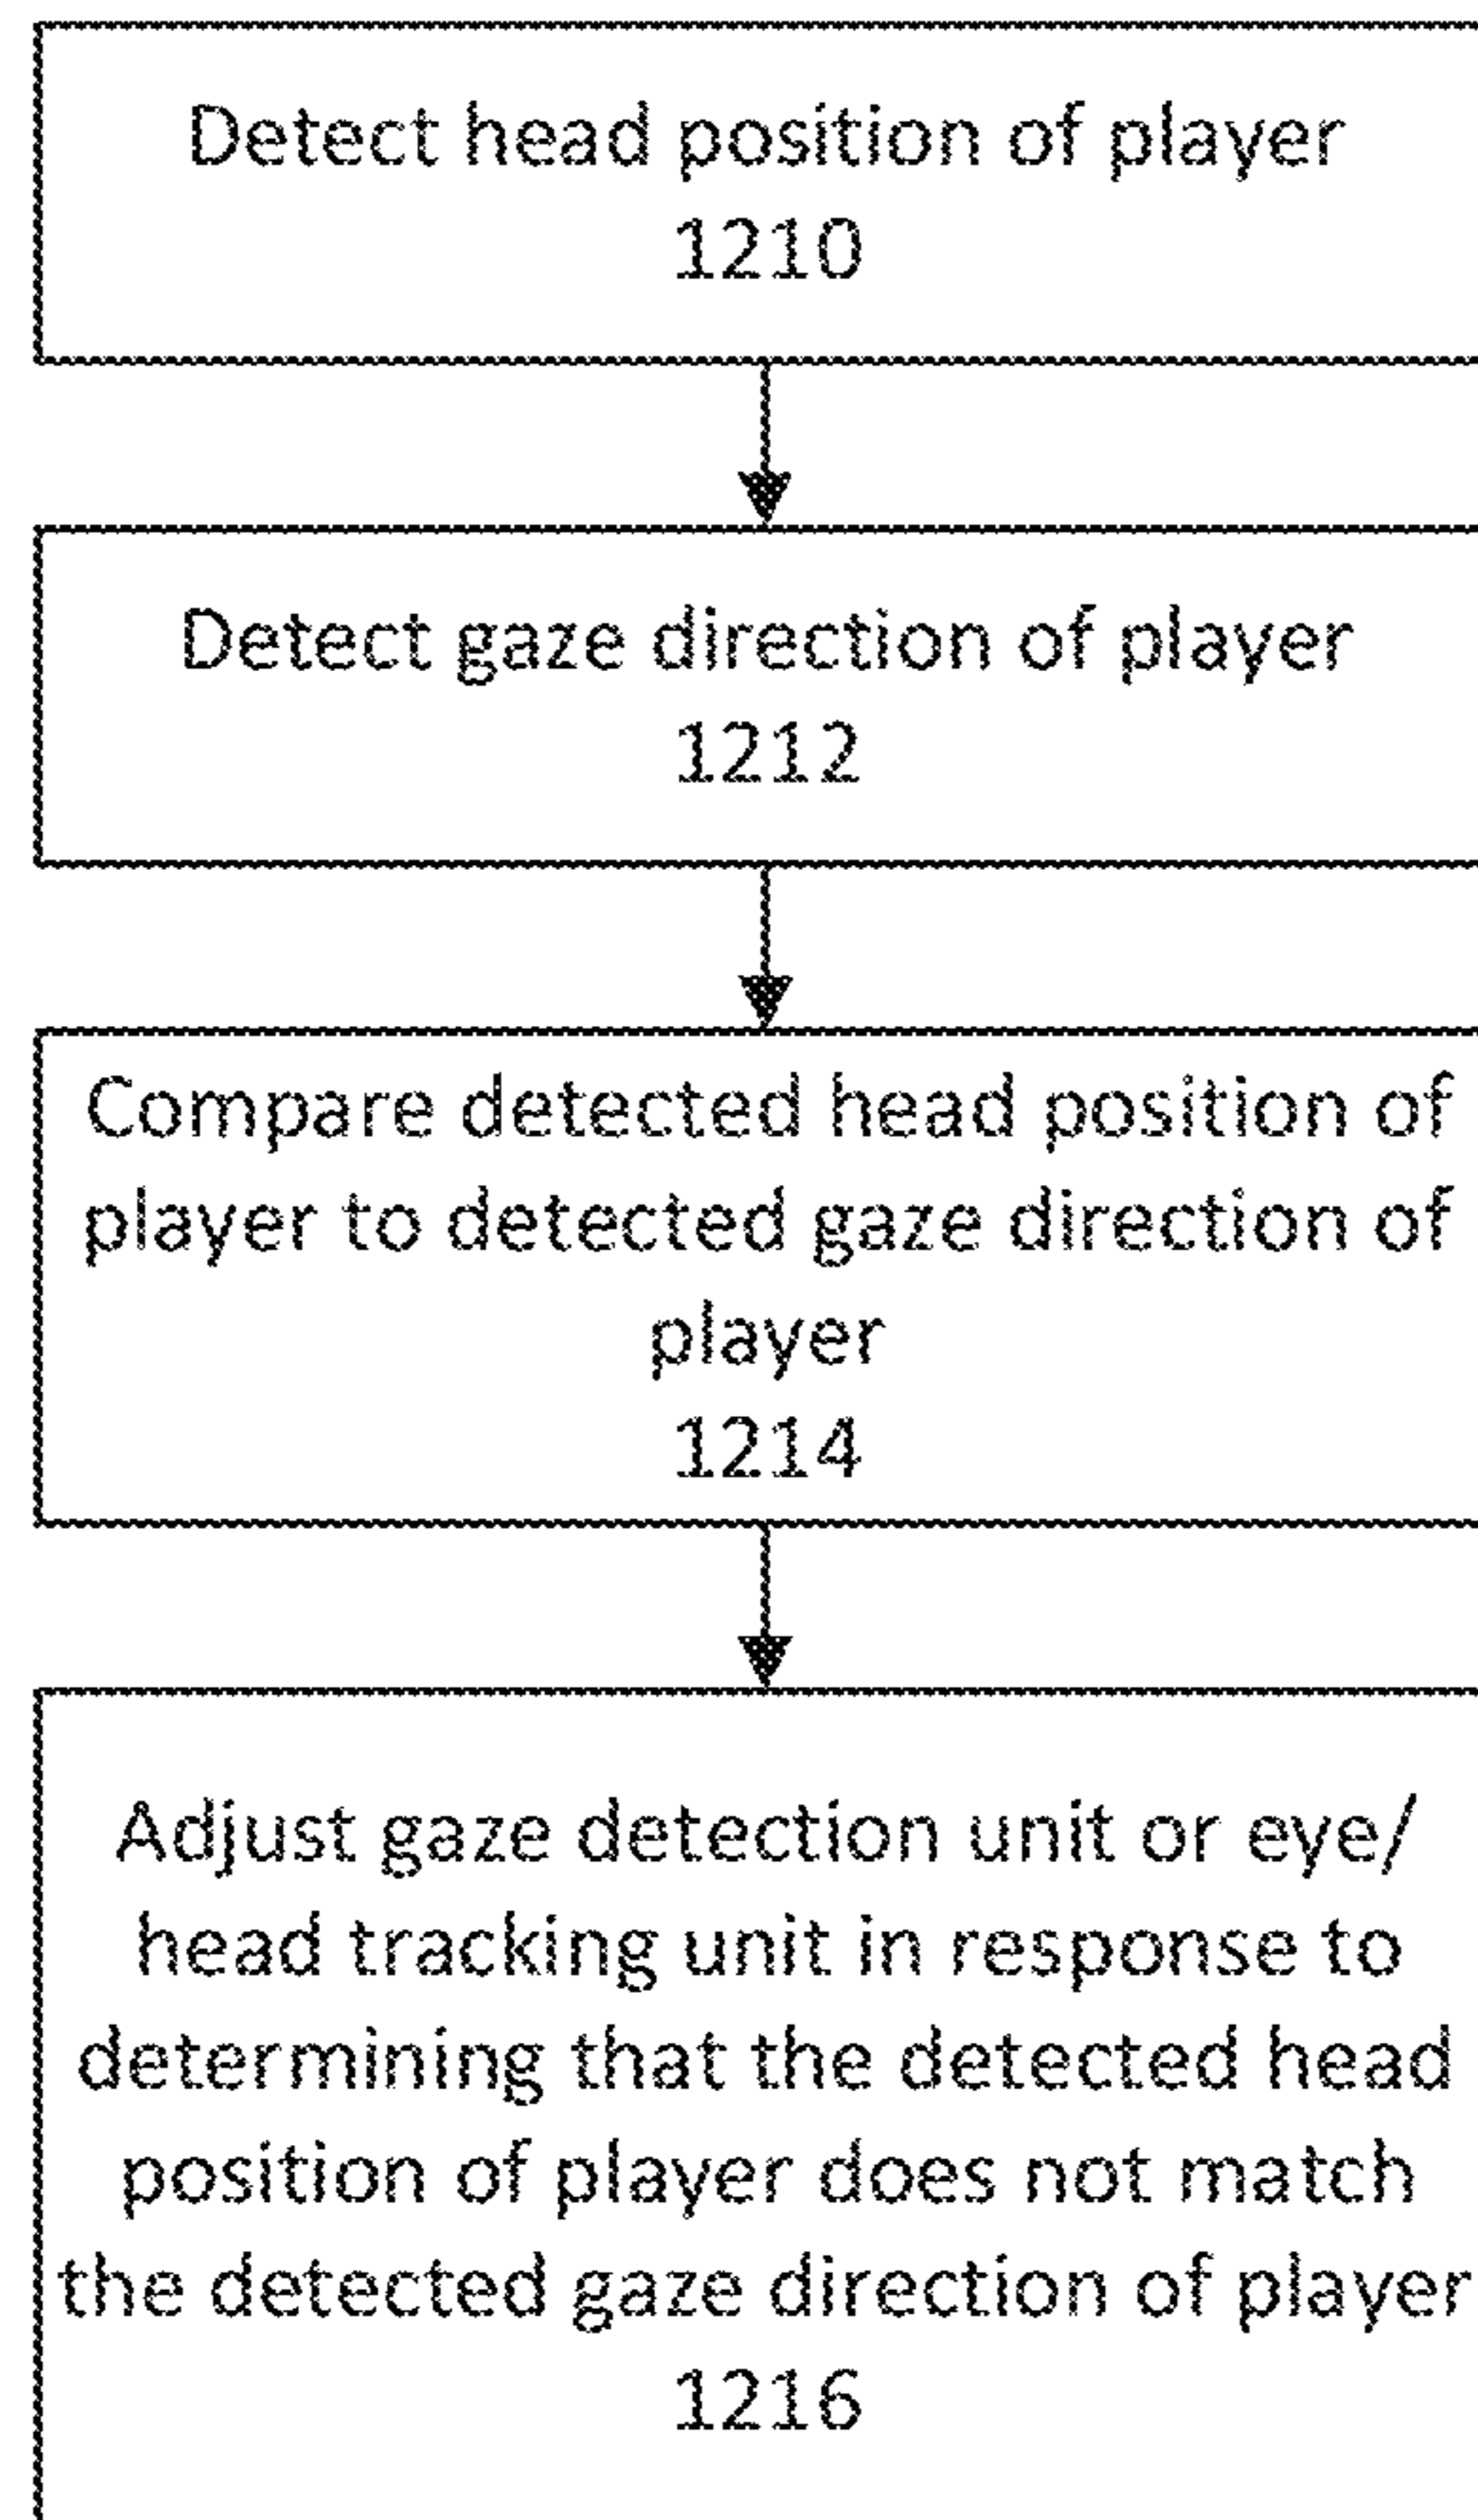 Detect head position of player
1210
Detect gaze direction of player
1212
Compare detected head position of
player to detected gaze direction of
player
1214
Adjust gaze detection unit or eye/
head tracking unit in response to
determining that the detected head
position of player does not match
the detected gaze direction of player
1216